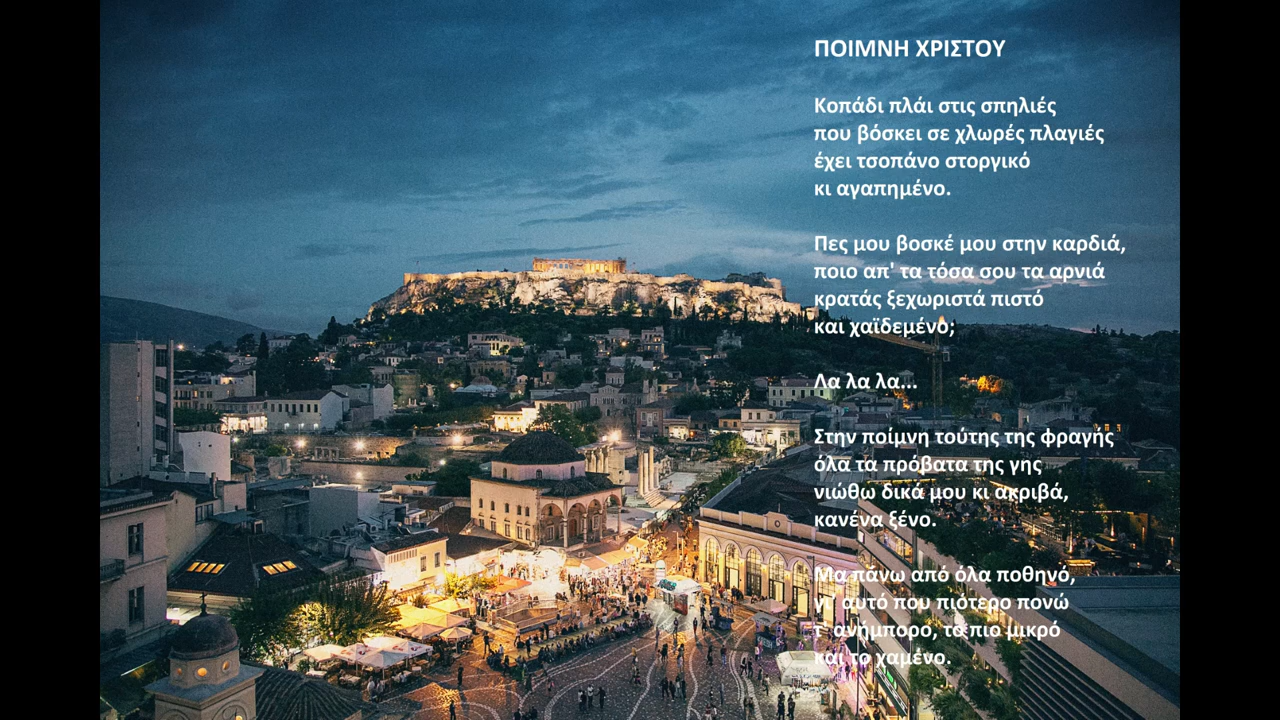 ΠΟΙΜΝΗ ΧΡΙΣΤΟΥ
Κοπάδι πλάι στις σπηλιές
που βόσκει σε χλωρές πλαγιές
έχει τσοπάνο στοργικό
κι αγαπημένο.
Πες μου βοσκέ μου στην καρδιά,
ποιο απ' τα τόσα σου τα αρνιά
κρατάς ξεχωριστά πιστό
και χαϊδεμένο;
Λα λα λα...
Στην ποίμνη τούτης της φραγής
όλα τα πρόβατα της γης
νιώθω δικά μου κι ακριβά,
κανένα ξένο.
Μα πάνω από όλα ποθηνό,
γι' αυτό που πιότερο πονώ
τ' ανήμπορο, το πιο μικρό
και το χαμένο.